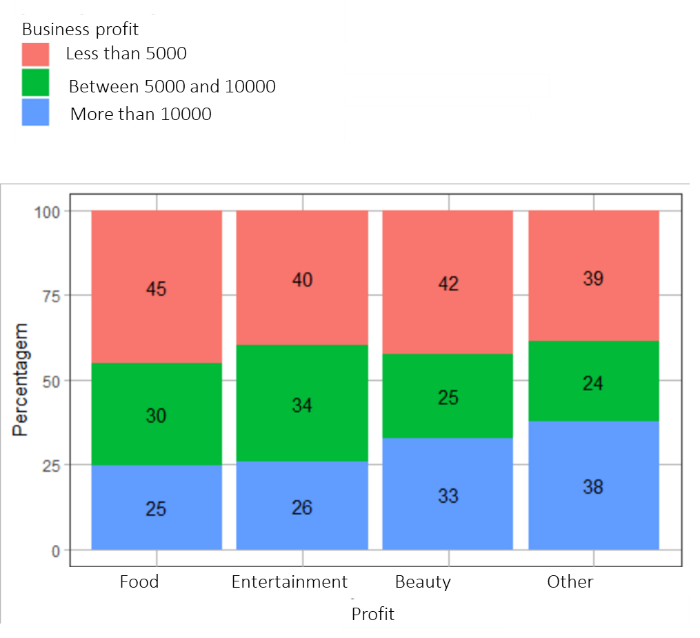 Business profit
Less than 5000
Between 5000 and 10000
More than 10000
100
75
50
25
0
Percentagem
45
40
42
39
30
34
25
24
25
26
33
38
Food
Entertainment
Beauty
Other
Profit